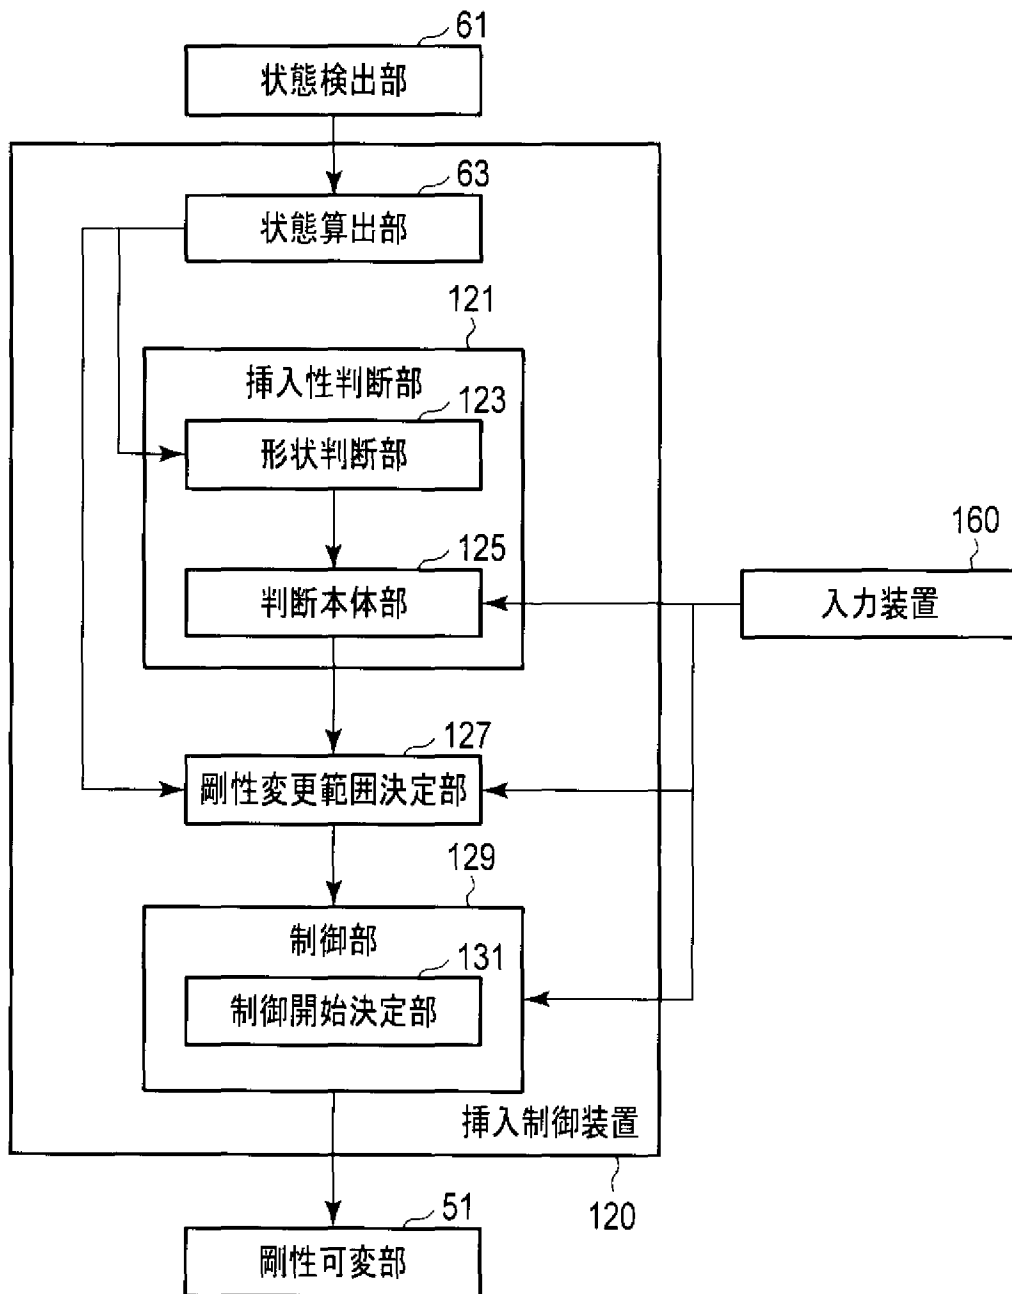 61
状態検出部
63
状態算出部
121
挿入性判断部
123
形状判断部
125
判断本体部
160
入力装置
127
剛性変更範囲決定部
129
制御部
131
制御開始決定部
挿入制御装置
120
51
剛性可変部